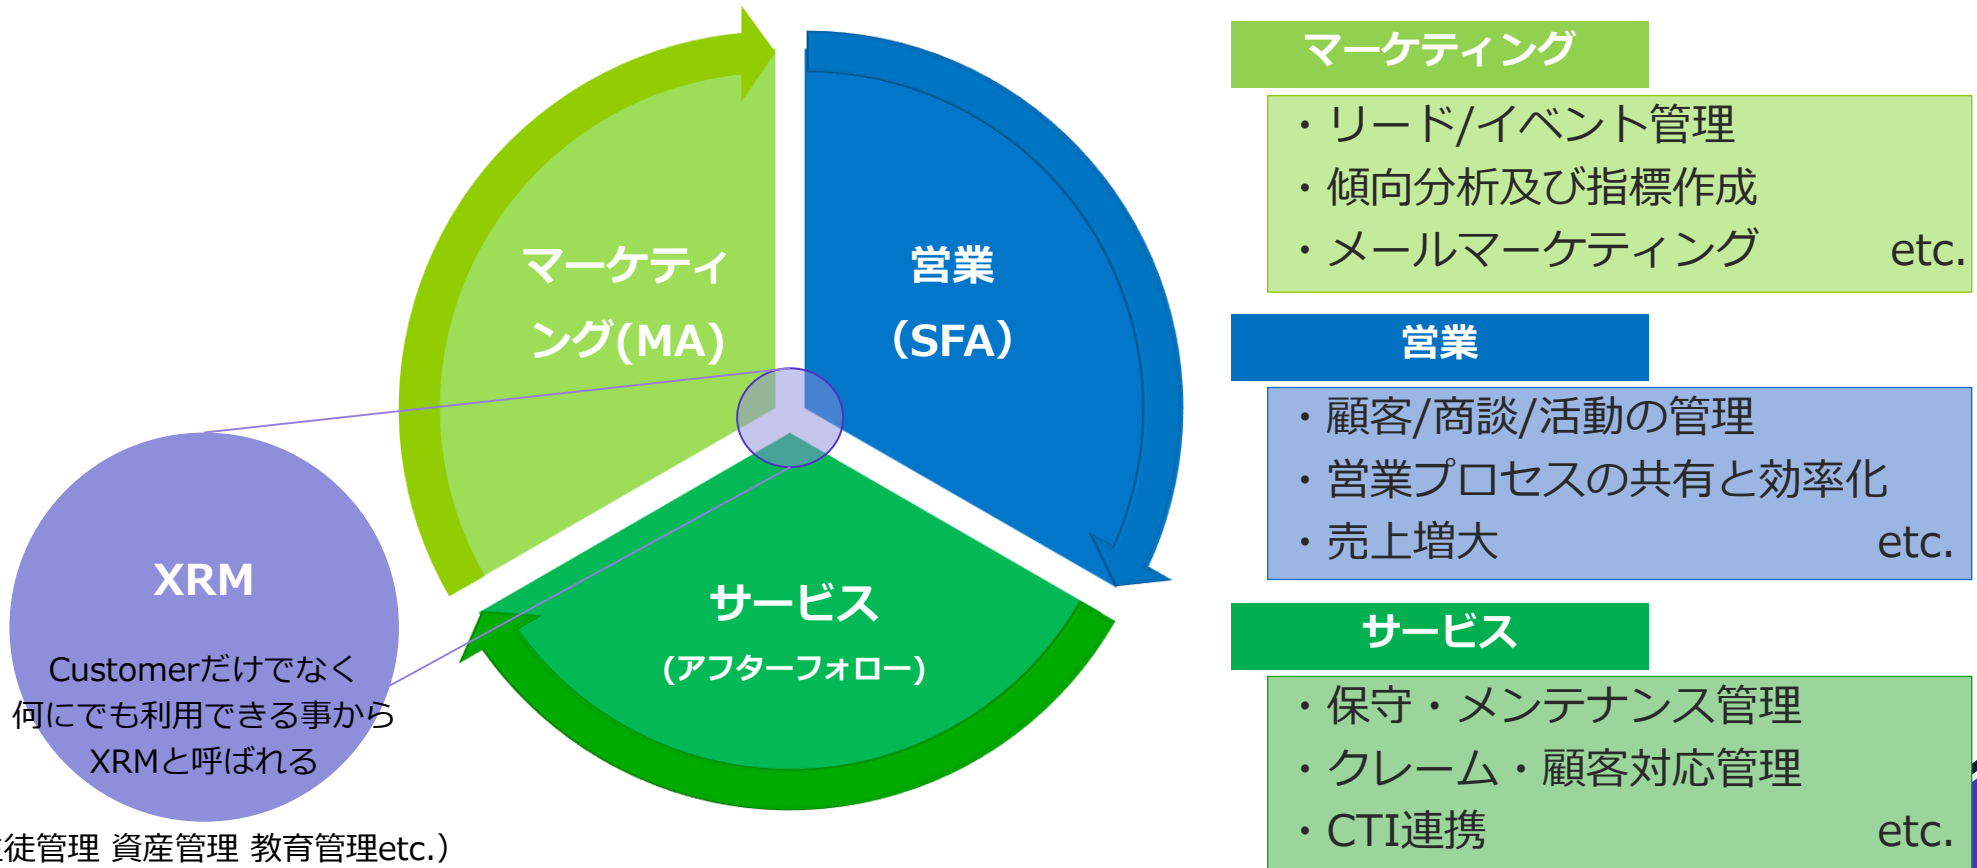 マーケティ
ング(MA)
営業
（SFA）
サービス
(アフターフォロー)
XRM
Customerだけでなく
何にでも利用できる事から
XRMと呼ばれる
徒管理 資産管理 教育管理etc.）
マーケティング
・リード/イベント管理
・傾向分析及び指標作成
・メールマーケティング etc.
営業
・顧客/商談/活動の管理
・営業プロセスの共有と効率化
・売上増大 etc.
サービス
・保守・メンテナンス管理
・クレーム・顧客対応管理
・CTI連携 etc.